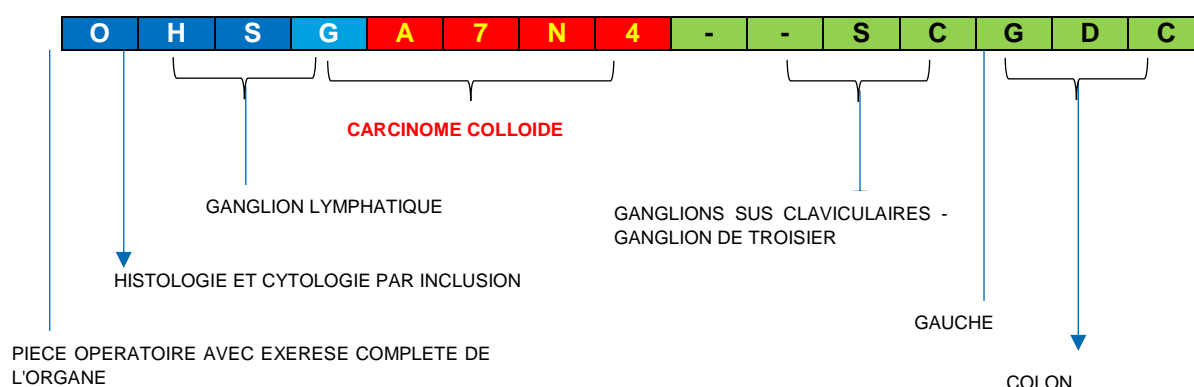 O H S G A 7 N 4 - - S C G D C
CARCINOME COLLOIDE
GANGLION LYMPHATIQUE
GANGLIONS SUS CLAVICULAIRES -
GANGLION DE TROISIER
HISTOLOGIE ET CYTOLOGIE PAR INCLUSION
GAUCHE
PIECE OPERATOIRE AVEC EXERESE COMPLETE DE
L'ORGANE
COLON